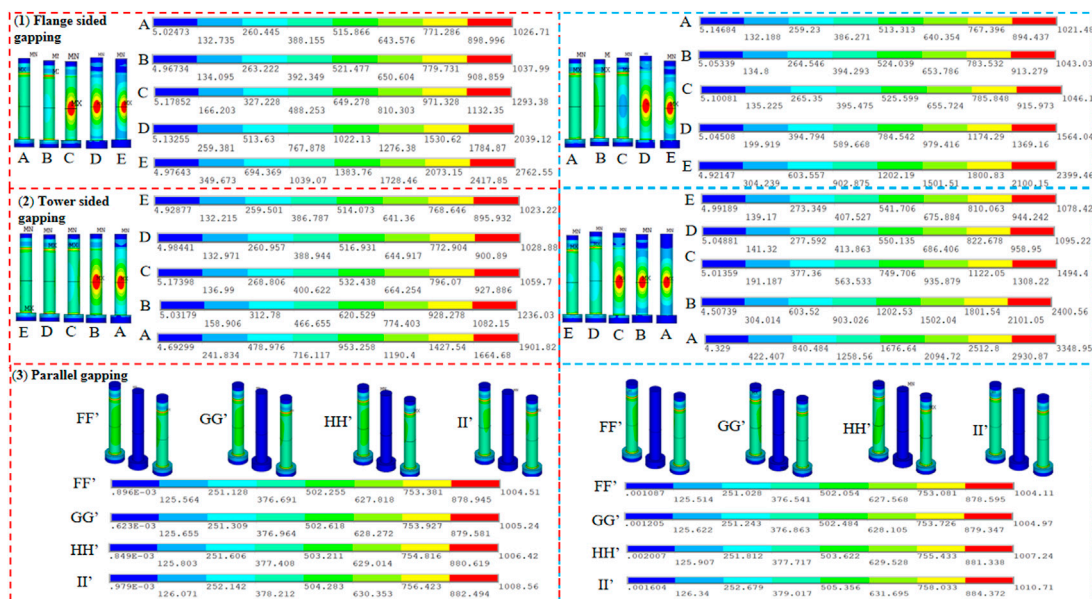 (1) Flange sided
gapping
MN MN MN MN MN
MX MX MX
A B C D E
A
5.02473 260.445 515.866 771.286 1026.71
132.735 388.155 643.576 898.996
B
4.96734 263.222 521.477 779.731 1037.99
134.095 392.349 650.604 908.859
C
5.17852 327.228 649.278 971.328 1293.38
166.203 488.253 810.303 1132.35
D
5.13255 513.63 1022.13 1530.62 2039.12
259.381 767.878 1276.38 1784.87
E
4.97643 694.369 1383.76 2073.15 2762.55
349.673 1039.07 1728.46 2417.85
A B C D E
A
5.14684 259.23 513.313 767.396 1021.48
132.188 386.271 640.354 894.437
B
5.05339 264.546 524.039 783.532 1043.03
134.8 394.293 653.786 913.279
C
5.10081 265.35 525.599 785.848 1046.1
135.225 395.475 655.724 915.973
D
5.04508 394.794 784.542 1174.29 1564.04
199.919 589.668 979.416 1369.16
E
4.92147 603.557 1202.19 1800.83 2399.46
304.239 902.875 1501.51 2100.15
(2) Tower sided
gapping
MN MN MN MN MN
MX
E D C B A
E
4.92877 259.501 514.073 768.646 1023.22
132.215 386.787 641.36 895.932
D
4.98441 260.957 516.931 772.904 1028.88
132.971 388.944 644.917 900.89
C
5.17398 268.806 532.438 796.07 1059.7
136.99 400.622 664.254 927.886
B
5.03179 312.78 620.529 928.278 1236.03
158.906 466.655 774.403 1082.15
A
4.69299 478.976 953.258 1427.54 1901.82
241.834 716.117 1190.4 1664.68
E D C B A
E
4.99189 273.349 541.706 810.063 1078.42
139.17 407.527 675.884 944.242
D
5.04881 277.592 550.135 822.678 1095.22
141.32 413.863 686.406 958.95
C
5.01359 377.36 749.706 1122.05 1494.4
191.187 563.533 935.879 1308.22
B
4.50739 603.52 1202.53 1801.54 2400.56
304.014 903.026 1502.04 2101.05
A
4.329 840.484 1676.64 2512.8 3348.95
422.407 1258.56 2094.72 2930.87
(3) Parallel gapping
FF' GG' HH' II'
FF'
.896E-03 251.128 502.255 753.381 1004.51
125.564 376.691 627.818 878.945
GG'
.623E-03 251.309 502.618 753.927 1005.24
125.655 376.964 628.272 879.581
HH'
.849E-03 251.606 503.211 754.816 1006.42
125.803 377.408 629.014 880.619
II'
.979E-03 252.142 504.283 756.423 1008.56
126.071 378.212 630.353 882.494
FF' GG' HH' II'
FF'
.001087 251.028 502.054 753.081 1004.11
125.514 376.541 627.568 878.595
GG'
.001205 251.243 502.484 753.726 1004.97
125.622 376.863 628.105 879.347
HH'
.002007 251.812 503.622 755.433 1007.24
125.907 377.717 629.528 881.338
II'
.001604 252.679 505.356 758.033 1010.71
126.34 379.017 631.695 884.372